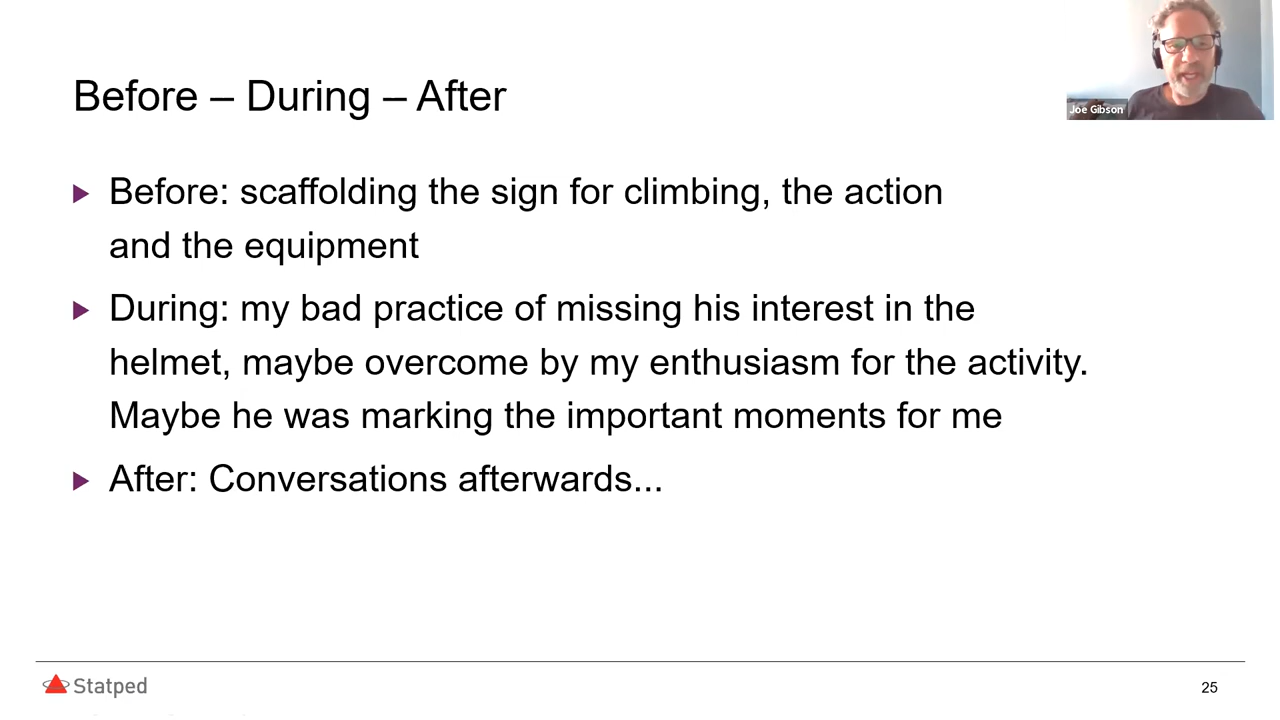 Before – During – After
Joe Gibson
Before: scaffolding the sign for climbing, the action
and the equipment
During: my bad practice of missing his interest in the
helmet, maybe overcome by my enthusiasm for the activity.
Maybe he was marking the important moments for me
After: Conversations afterwards...
Statped
25